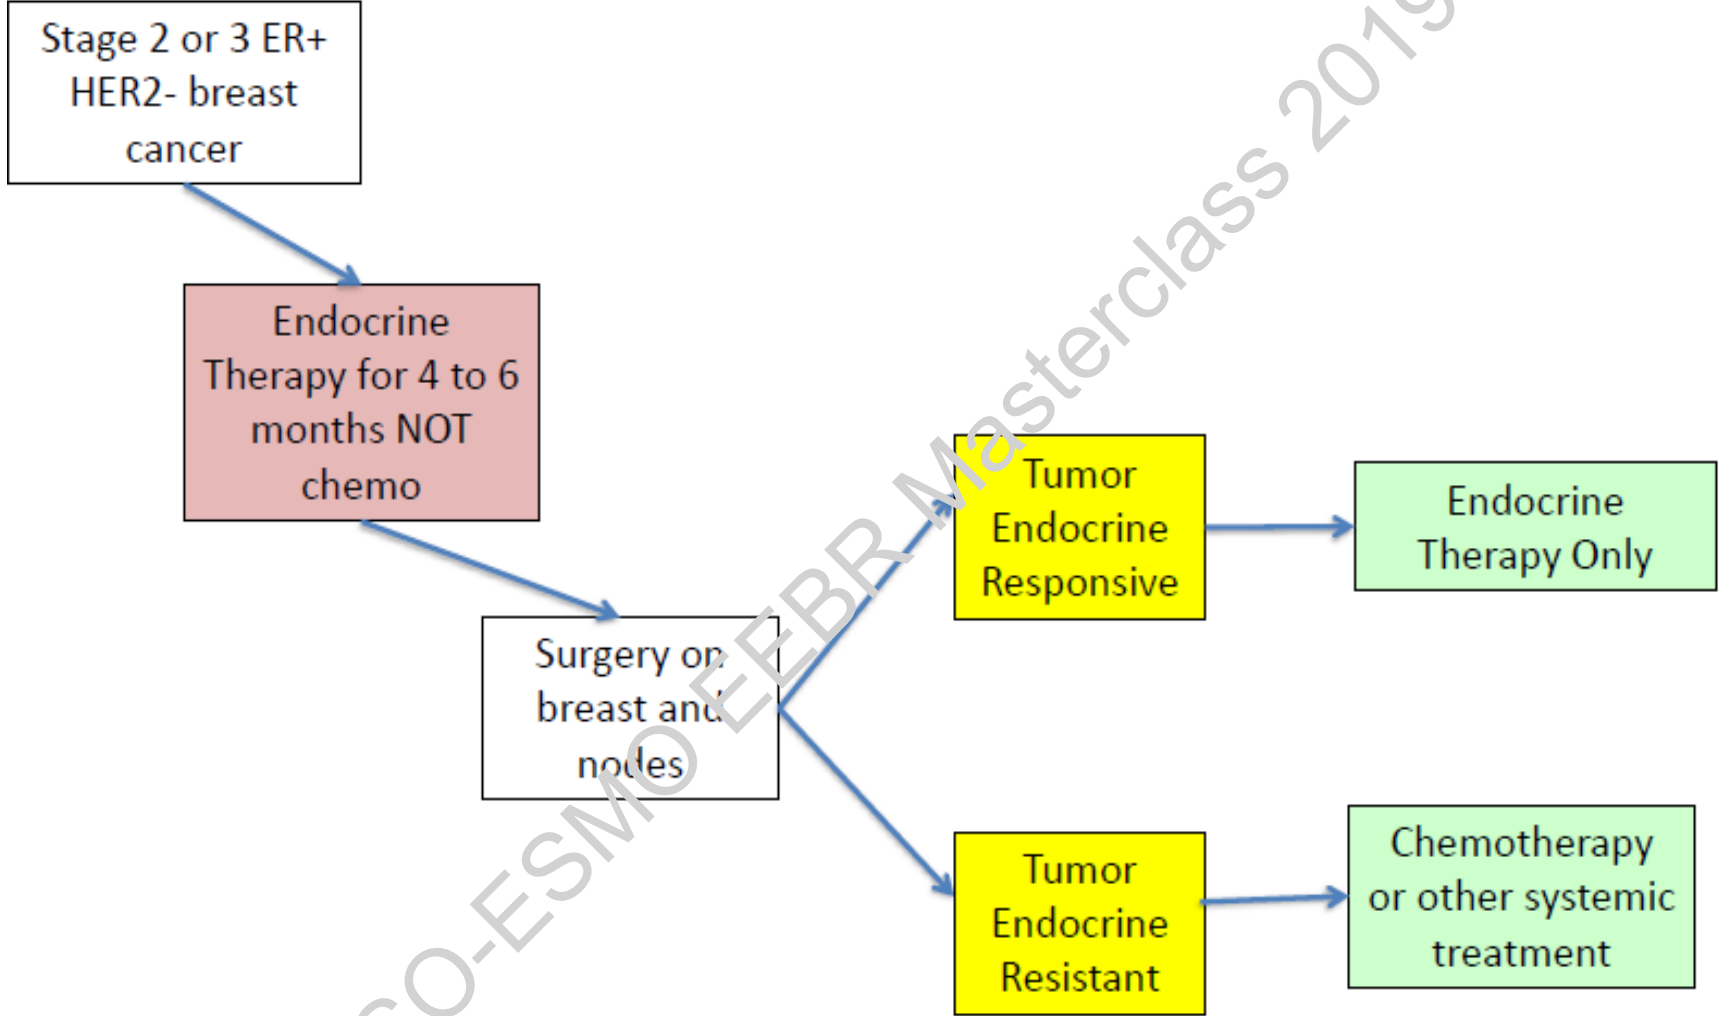 Stage 2 or 3 ER+
HER2- breast
cancer
Endocrine
Therapy for 4 to 6
months NOT
chemo
Surgery on
breast and
nodes
Tumor
Endocrine
Responsive
Endocrine
Therapy Only
Tumor
Endocrine
Resistant
Chemotherapy
or other systemic
treatment
SO-ESMO EEBR Masterclass 2019